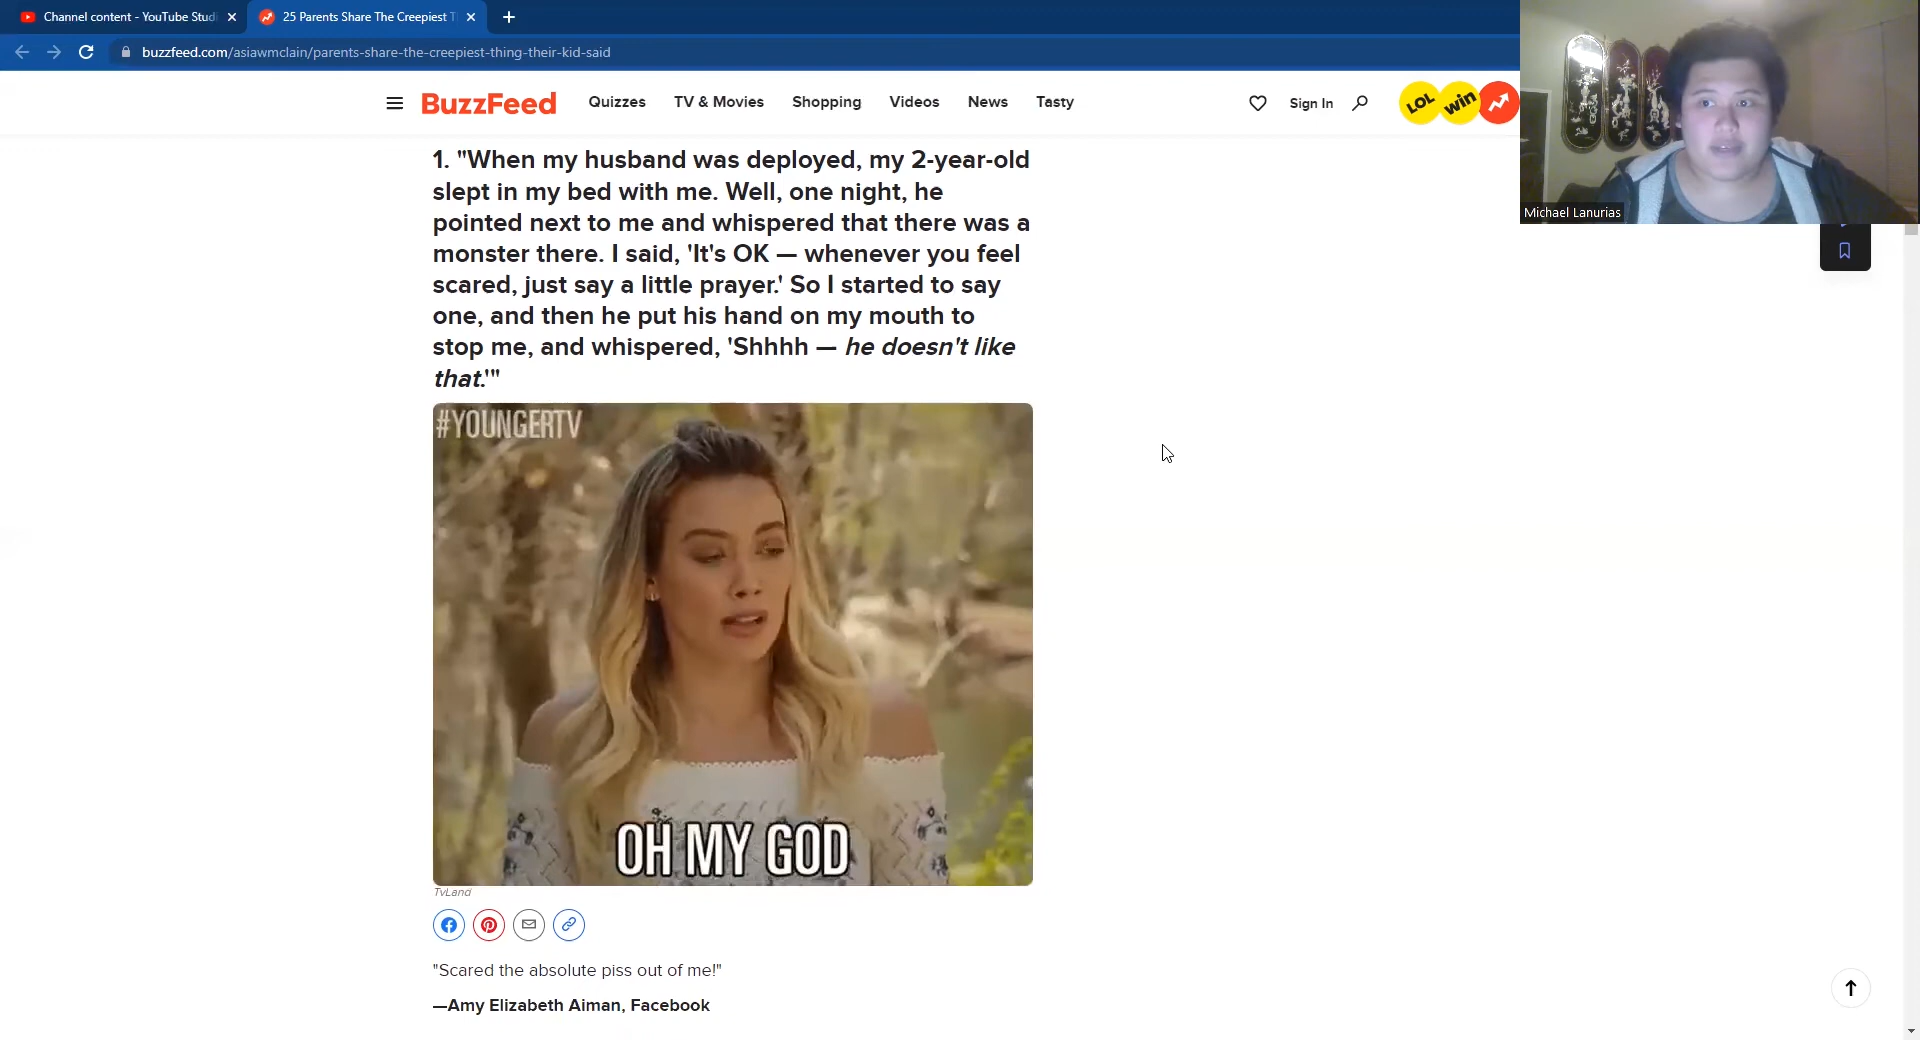 Channel content - YouTube Studi
25 Parents Share The Creepiest T
buzzfeed.com/asiawmclain/parents-share-the-creepiest-thing-their-kid-said
BuzzFeed
Quizzes
TV & Movies
Shopping
Videos
News
Tasty
Sign In
LOL
win
Michael Lanurias
1. "When my husband was deployed, my 2-year-old
slept in my bed with me. Well, one night, he
pointed next to me and whispered that there was a
monster there. I said, 'It's OK — whenever you feel
scared, just say a little prayer.' So I started to say
one, and then he put his hand on my mouth to
stop me, and whispered, 'Shhhh — he doesn't like
that.'"
#YOUNGERTV
OH MY GOD
TvLand
"Scared the absolute piss out of me!"
—Amy Elizabeth Aiman, Facebook